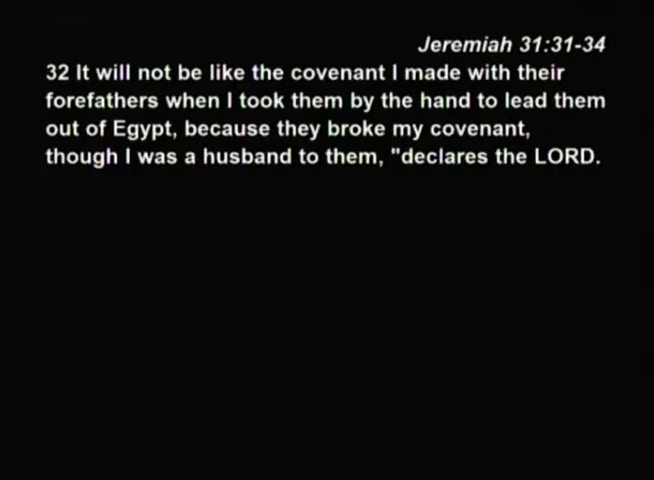 Jeremiah 31:31-34
32 It will not be like the covenant I made with their
forefathers when I took them by the hand to lead them
out of Egypt, because they broke my covenant,
though I was a husband to them, "declares the LORD.